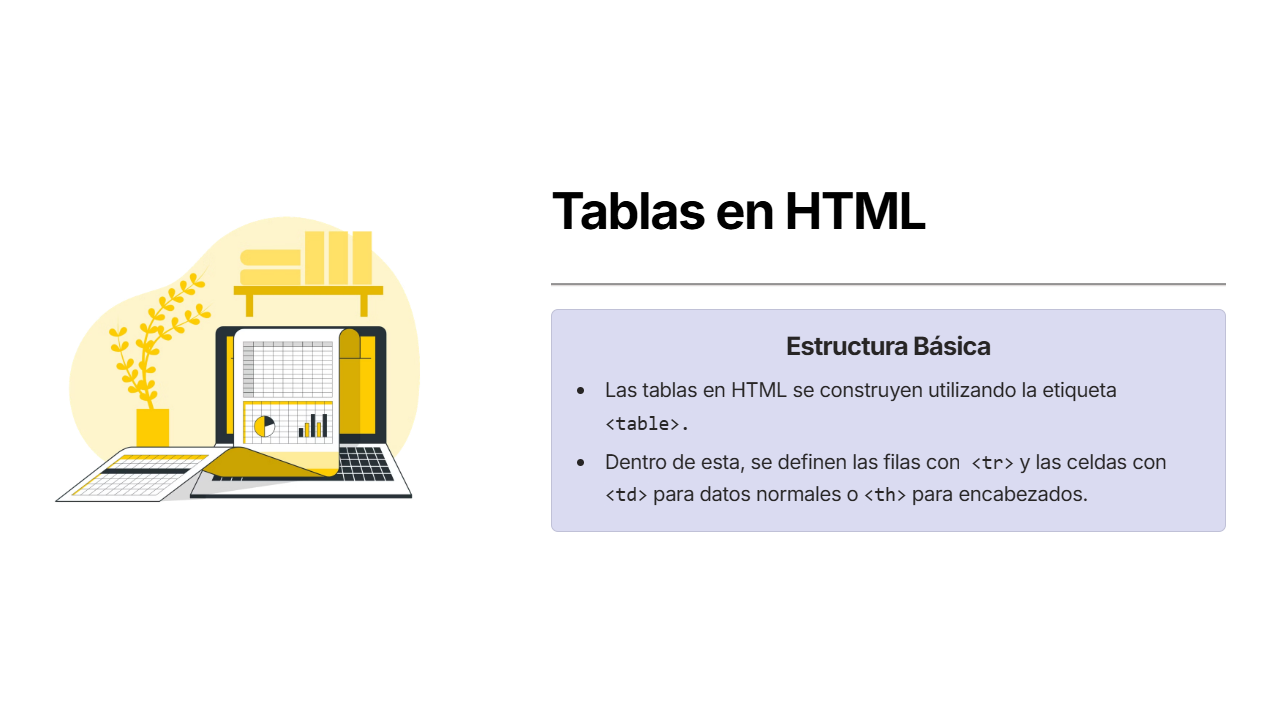 Tablas en HTML
Estructura Básica
• Las tablas en HTML se construyen utilizando la etiqueta
<table>.
• Dentro de esta, se definen las filas con <tr> y las celdas con
<td> para datos normales o <th> para encabezados.